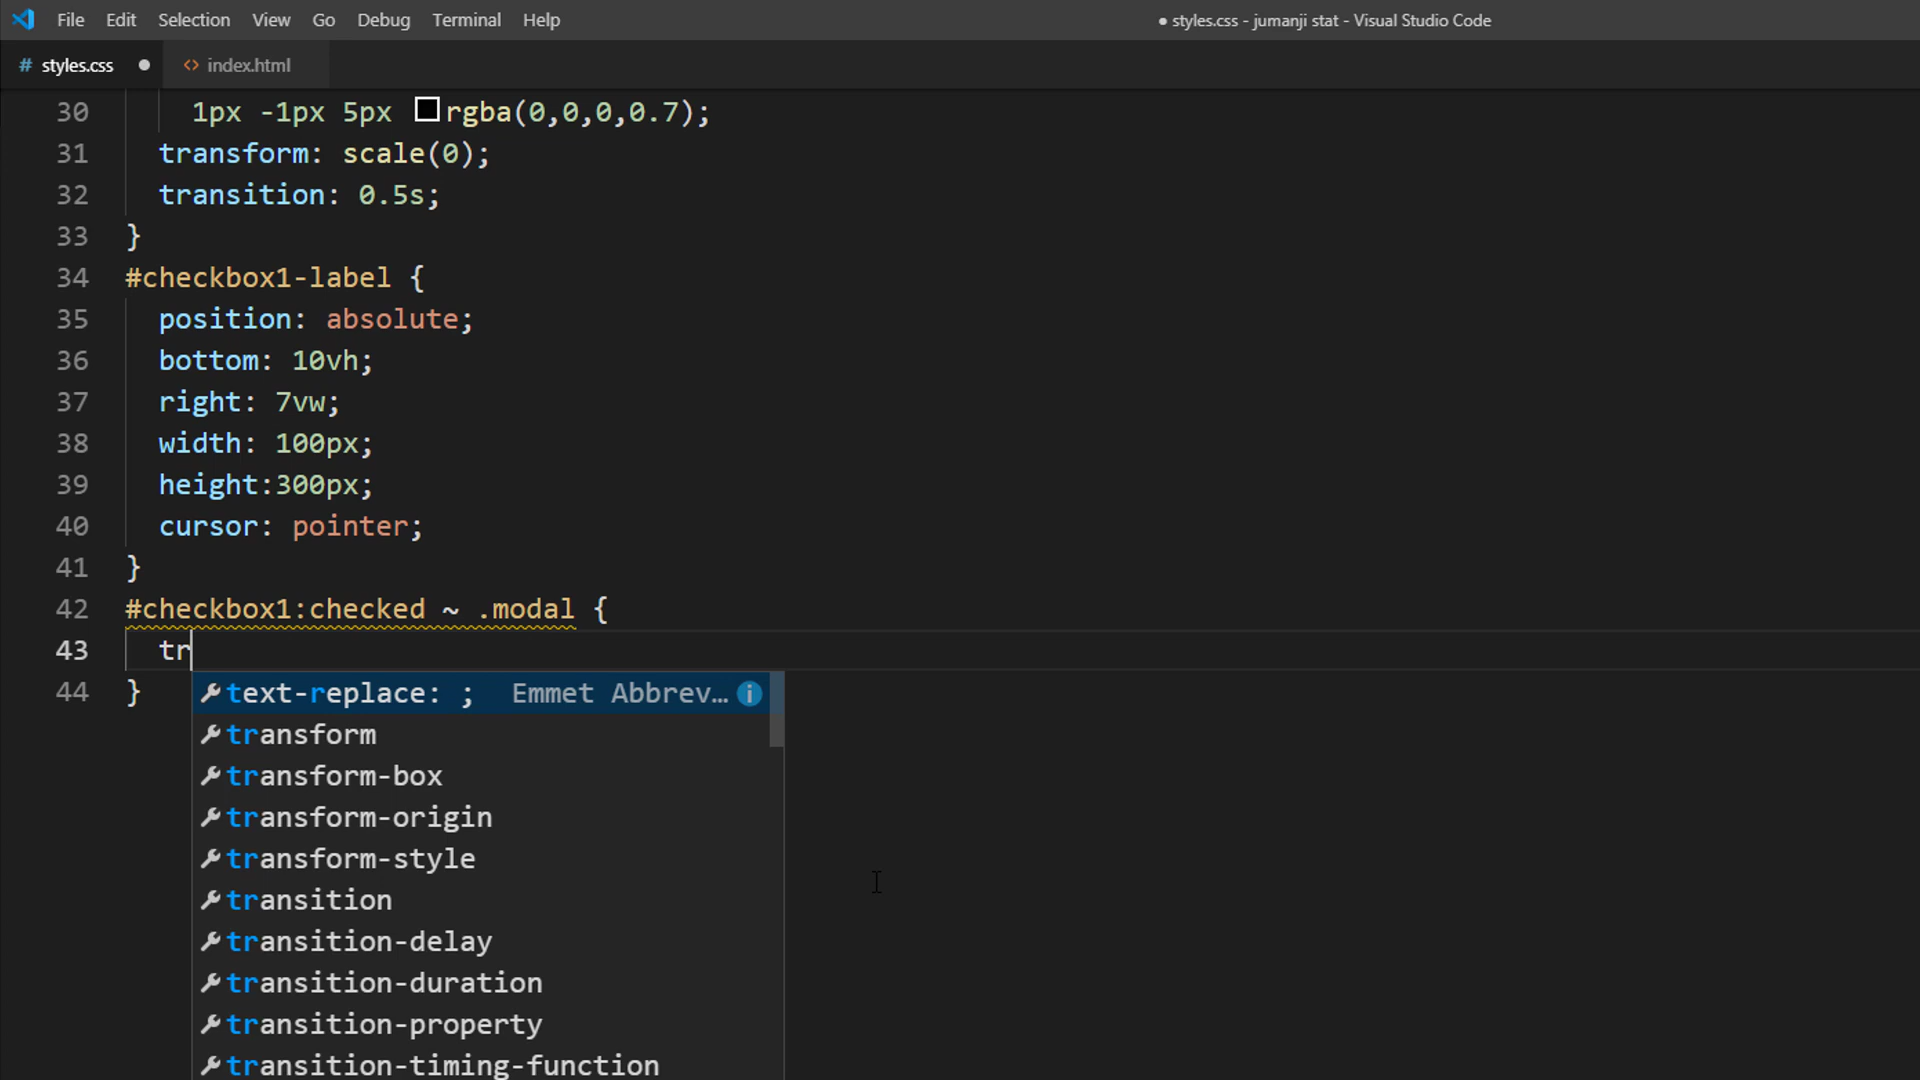 File Edit Selection View Go Debug Terminal Help
● styles.css - jumanji stat - Visual Studio Code
# styles.css ●
<> index.html
30 1px -1px 5px rgba(0,0,0,0.7);
31 transform: scale(0);
32 transition: 0.5s;
33 }
34 #checkbox1-label {
35 position: absolute;
36 bottom: 10vh;
37 right: 7vw;
38 width: 100px;
39 height:300px;
40 cursor: pointer;
41 }
42 #checkbox1:checked ~ .modal {
43 tr
text-replace: ; Emmet Abbrev…
44 }
transform
transform-box
transform-origin
transform-style
transition
transition-delay
transition-duration
transition-property
transition-timing-function